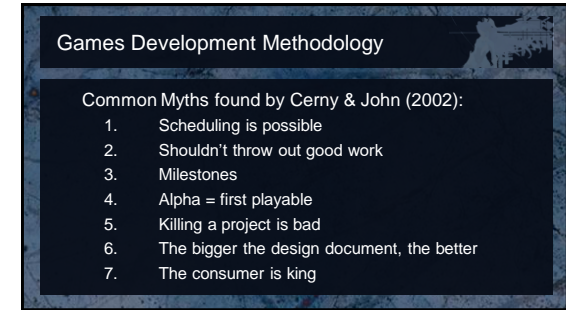 Games Development Methodology
Common Myths found by Cerny & John (2002):
1. Scheduling is possible
2. Shouldn't throw out good work
3. Milestones
4. Alpha = first playable
5. Killing a project is bad
6. The bigger the design document, the better
7. The consumer is king